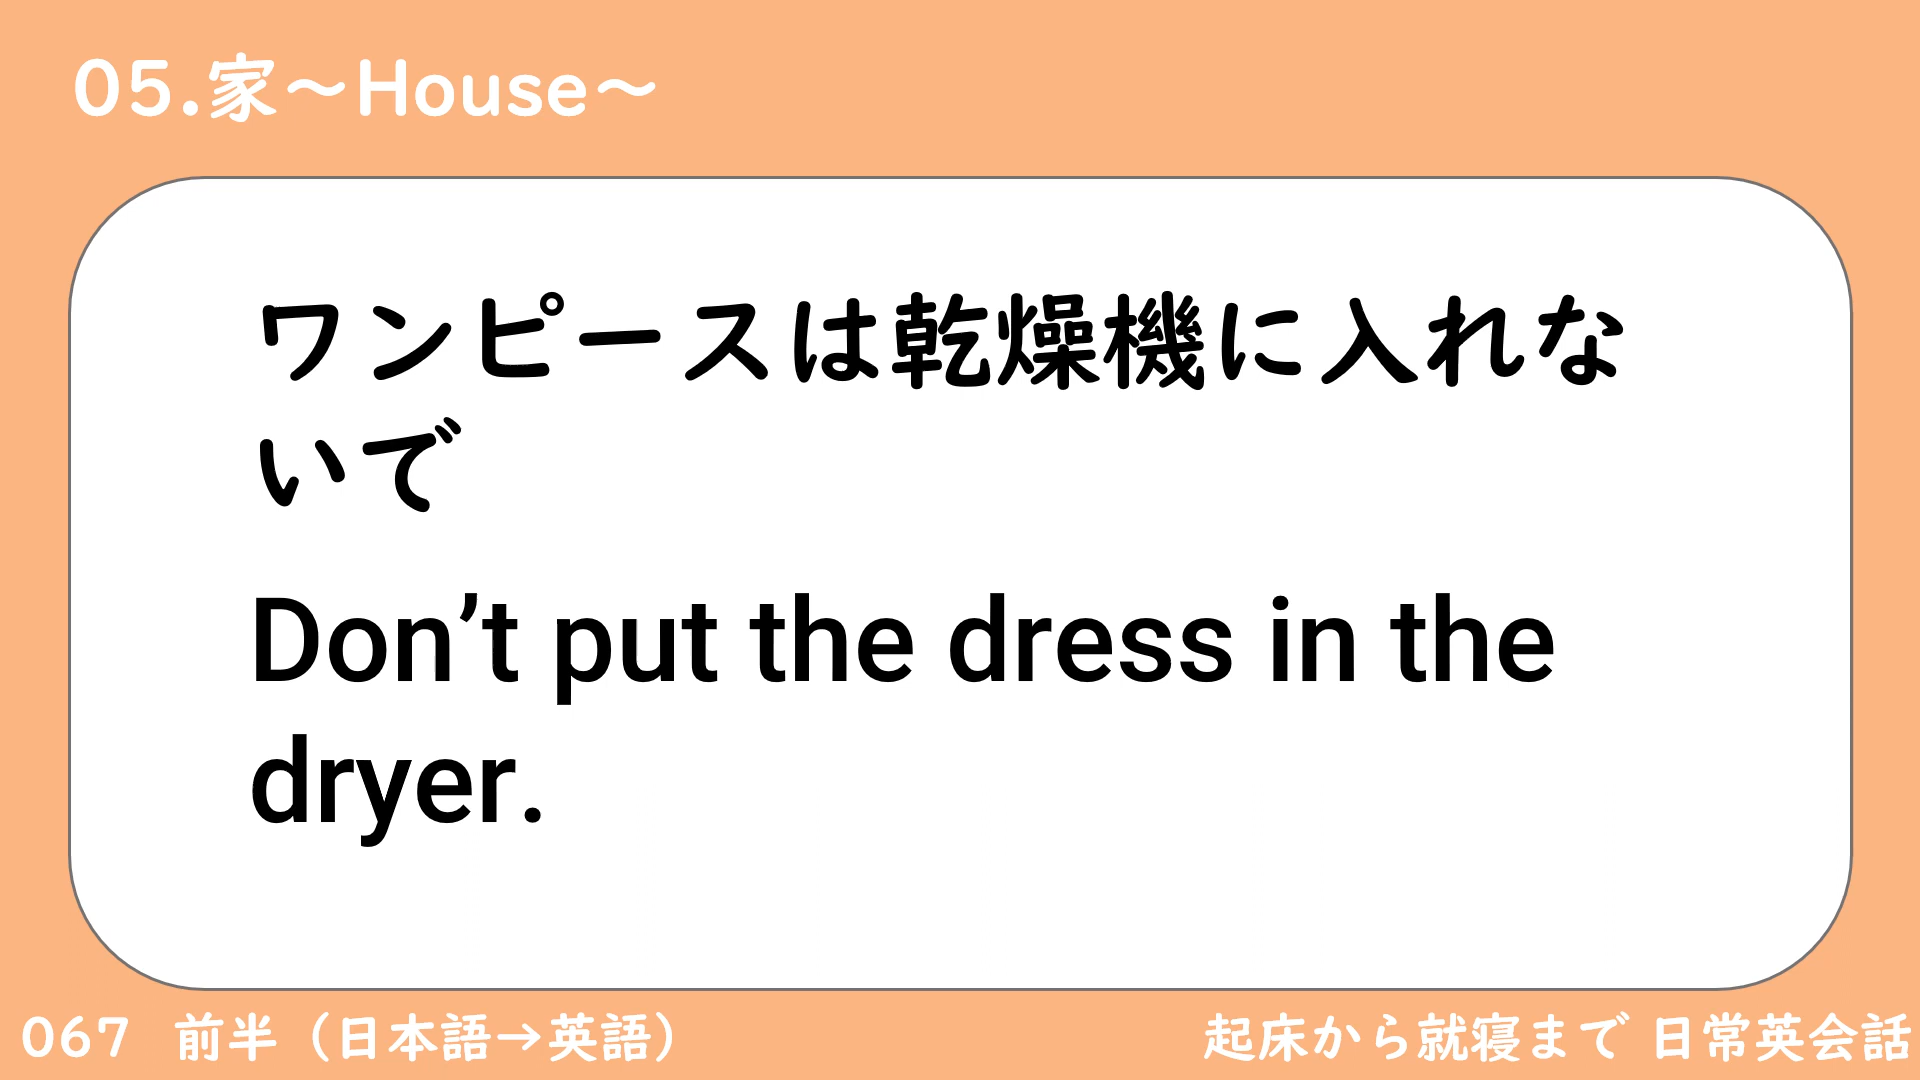 05.家～House～
ワンピースは乾燥機に入れな
いで
Don’t put the dress in the
dryer.
067 前半（日本語→英語）
起床から就寝まで 日常英会話